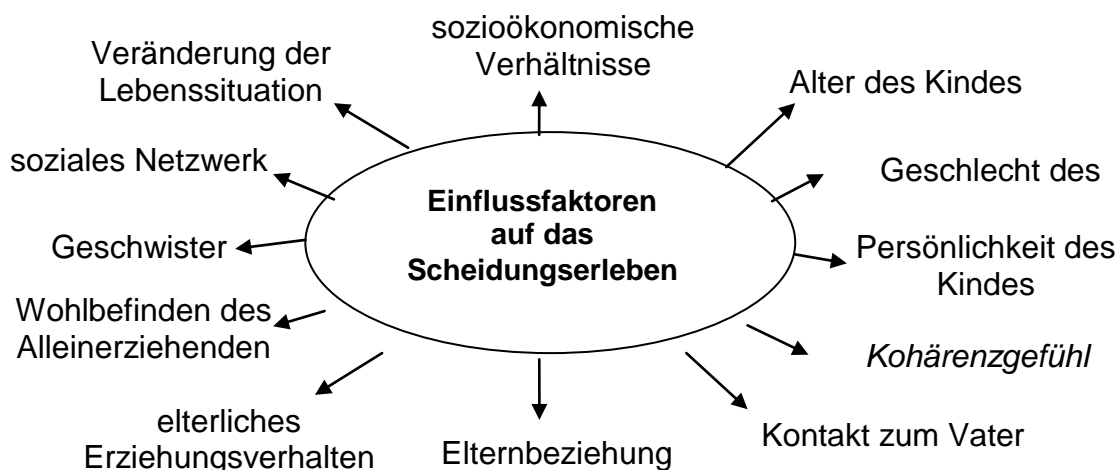 sozioökonomische
Verhältnisse
Veränderung der
Lebenssituation
Alter des Kindes
soziales Netzwerk
Geschlecht des
Einflussfaktoren
auf das
Scheidungserleben
Geschwister
Persönlichkeit des
Kindes
Wohlbefinden des
Alleinerziehenden
Kohärenzgefühl
elterliches
Erziehungsverhalten
Elternbeziehung
Kontakt zum Vater